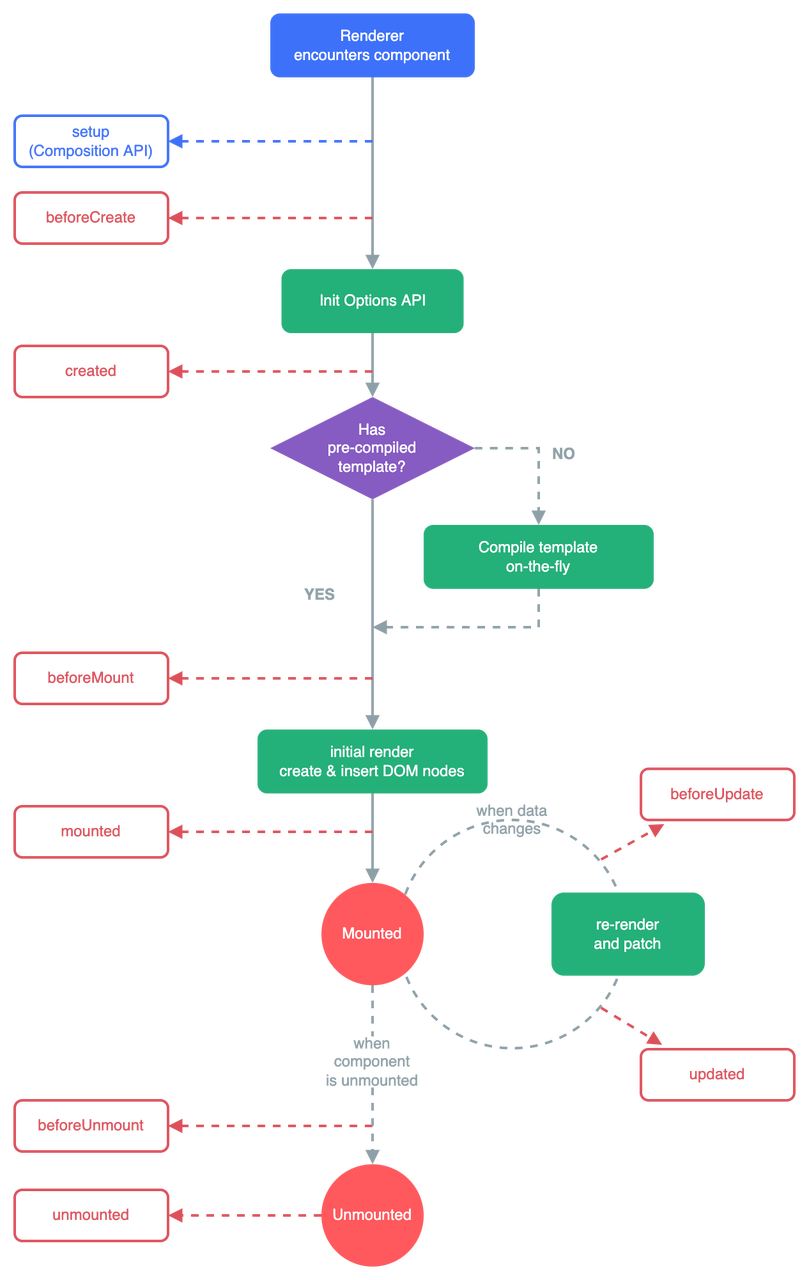 Renderer
encounters component
setup
(Composition API)
beforeCreate
Init Options API
created
Has
pre-compiled
template?
NO
Compile template
on-the-fly
YES
beforeMount
initial render
create & insert DOM nodes
beforeUpdate
when data
changes
mounted
Mounted
re-render
and patch
when
component
is unmounted
updated
beforeUnmount
unmounted
Unmounted